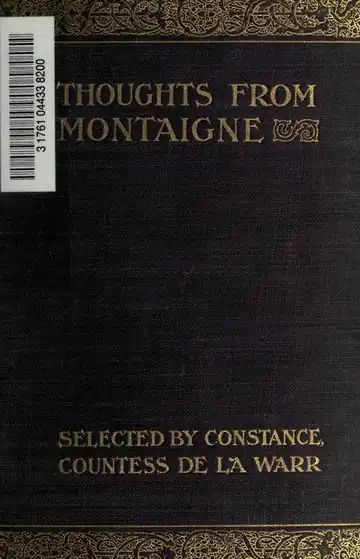 3 1761 04433 8200
THOUGHTS FROM
MONTAIGNE
SELECTED BY CONSTANCE,
COUNTESS DE LA WARR